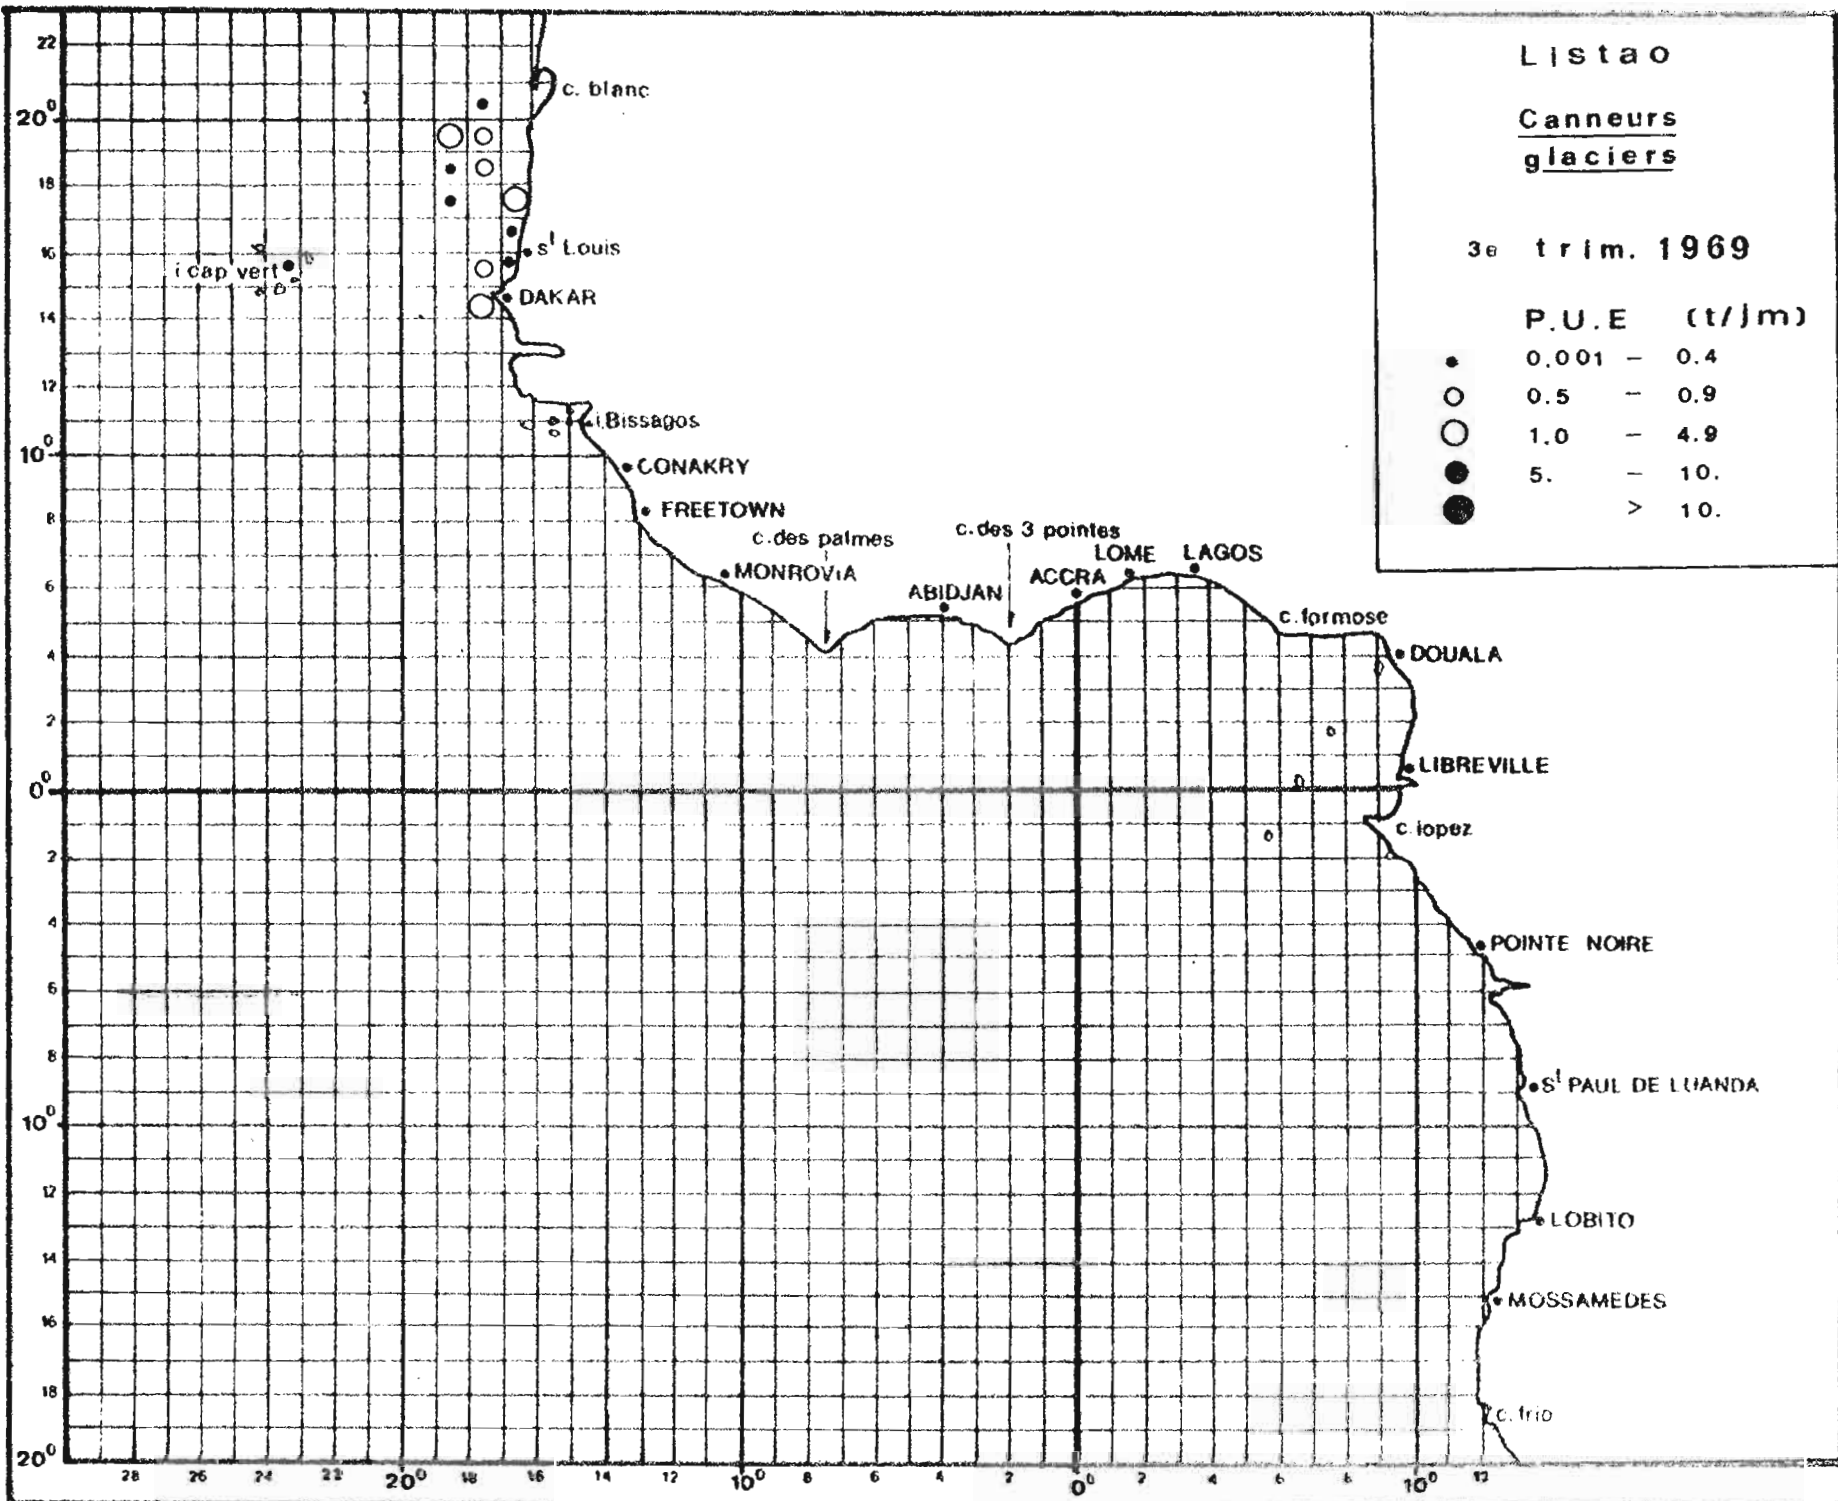 Listao
Canneurs
glaciers
3e trim. 1969
P.U.E (t/jm)
0.001 - 0.4
0.5 - 0.9
1.0 - 4.9
5. - 10.
> 10.
22
20°
18
16
14
12
10°
8
6
4
2
0°
2
4
6
8
10°
12
14
16
18
20°
c. blanc
st Louis
i cap vert
DAKAR
i.Bissagos
CONAKRY
FREETOWN
c.des palmes
c.des 3 pointes
MONROVIA
ABIDJAN
ACCRA
LOME
LAGOS
c.formose
DOUALA
LIBREVILLE
c.lopez
POINTE NOIRE
st PAUL DE LUANDA
LOBITO
MOSSAMEDES
c.frio
28 26 24 22 20° 18 16 14 12 10° 8 6 4 2 0° 2 4 6 8 10° 12